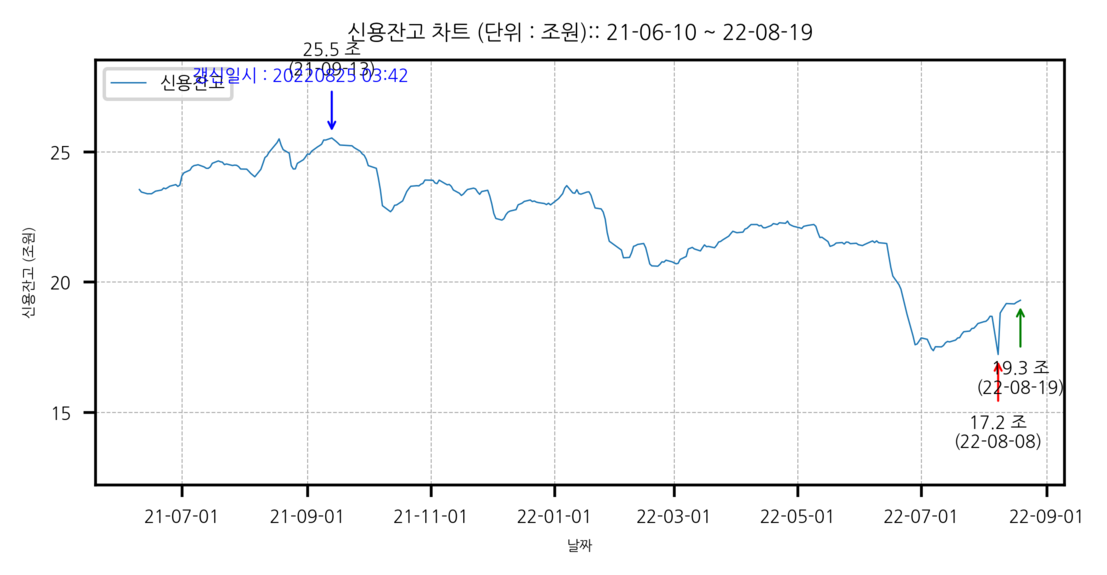 신용잔고 차트 (단위 : 조원):: 21-06-10 ~ 22-08-19
25.5 조
(21-09-13)
갱신일시 : 20220825 03:42
신용잔고
25
20
15
신용잔고 (조원)
19.3 조
(22-08-19)
17.2 조
(22-08-08)
21-07-01
21-09-01
21-11-01
22-01-01
22-03-01
22-05-01
22-07-01
22-09-01
날짜